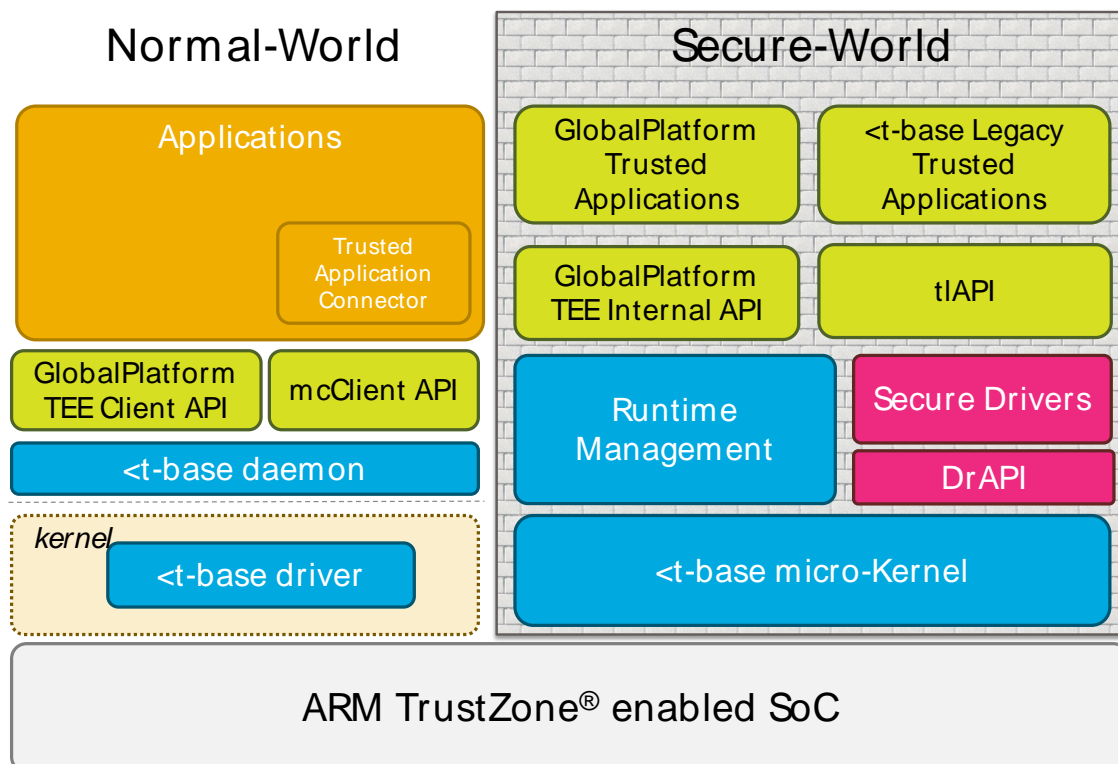 Normal-World
Applications
Trusted
Application
Connector
GlobalPlatform
TEE Client API
mcClient API
<t-base daemon
kernel
<t-base driver
Secure-World
GlobalPlatform
Trusted
Applications
<t-base Legacy
Trusted
Applications
GlobalPlatform
TEE Internal API
tlAPI
Runtime
Management
Secure Drivers
DrAPI
<t-base micro-Kernel
ARM TrustZone® enabled SoC